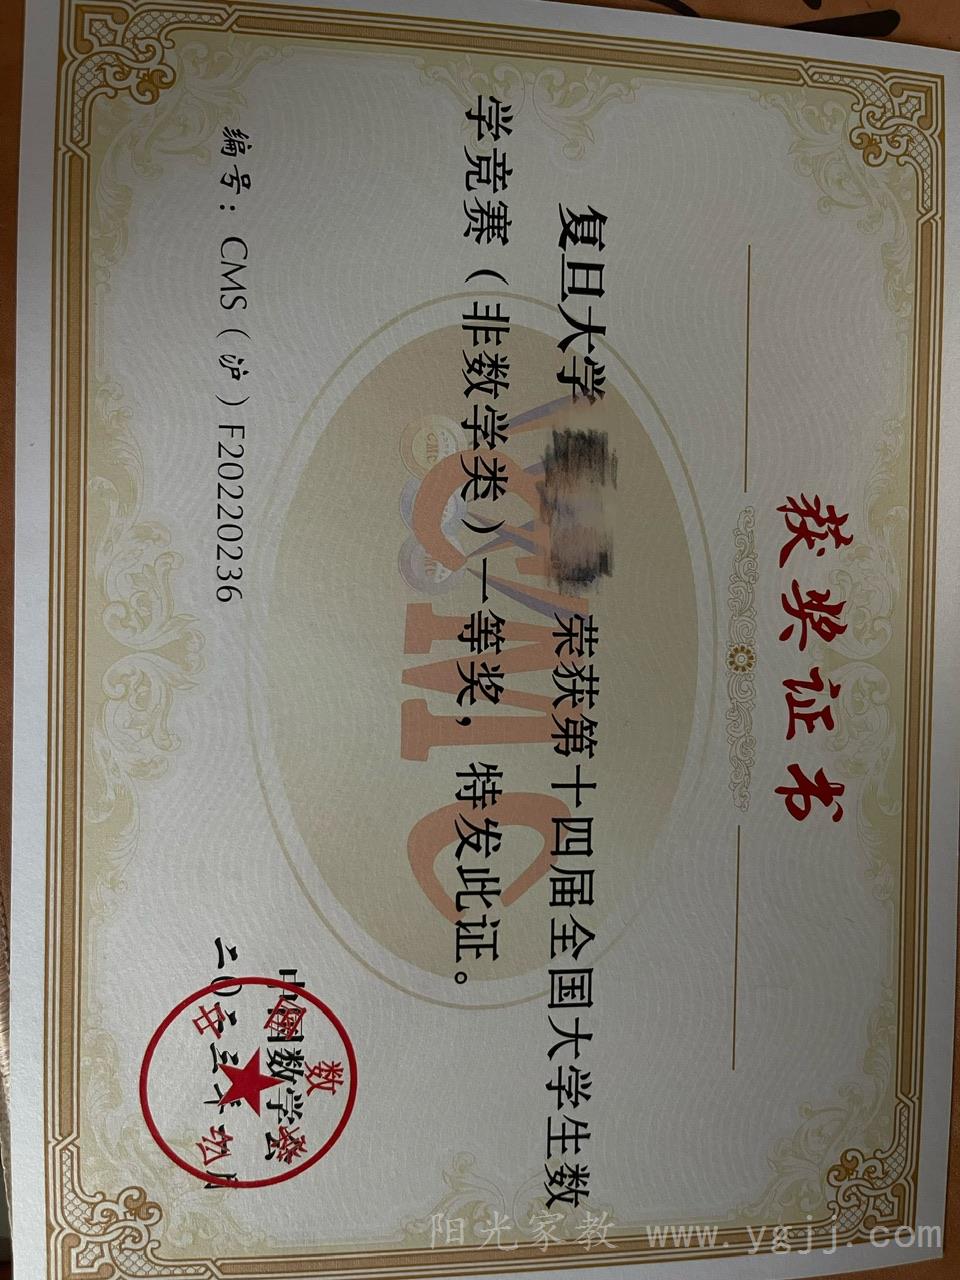 获奖证书
复旦大学 荣获第十四届全国大学生数
学竞赛（非数学类）一等奖，特发此证。
编号：CMS（沪）F20220236
中国数学会
CMC
阳光家教 www.ygjj.com